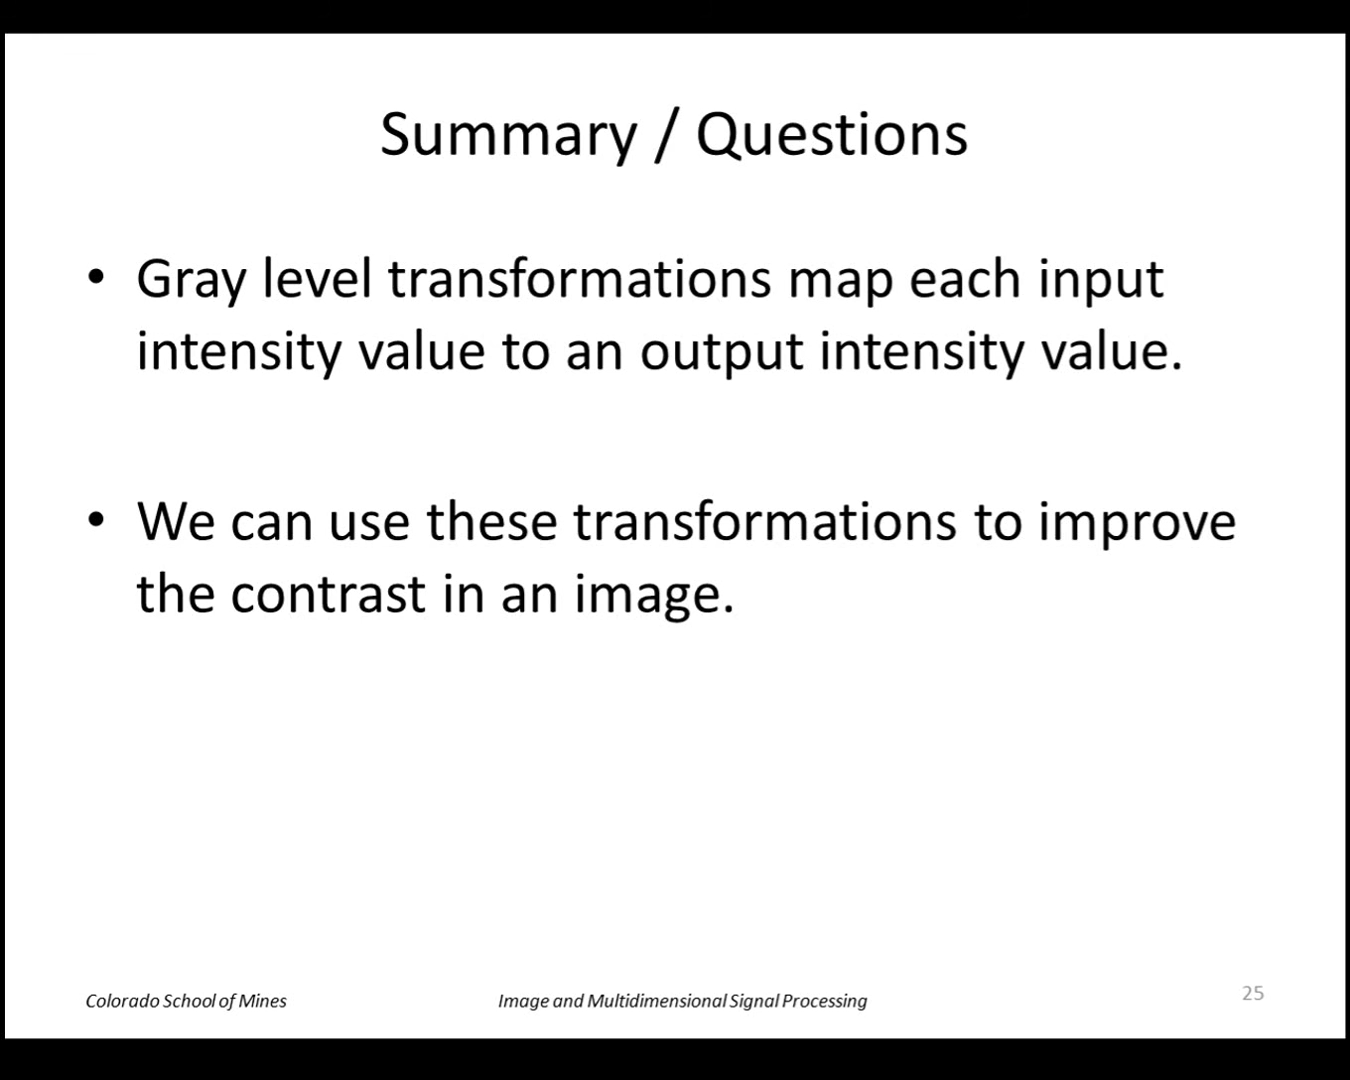 Summary / Questions
• Gray level transformations map each input
intensity value to an output intensity value.
• We can use these transformations to improve
the contrast in an image.
Colorado School of Mines
Image and Multidimensional Signal Processing
25